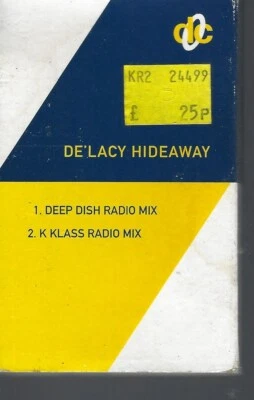 dc
KR2 24499
£ 25P
DE'LACY HIDEAWAY
1. DEEP DISH RADIO MIX
2. K KLASS RADIO MIX